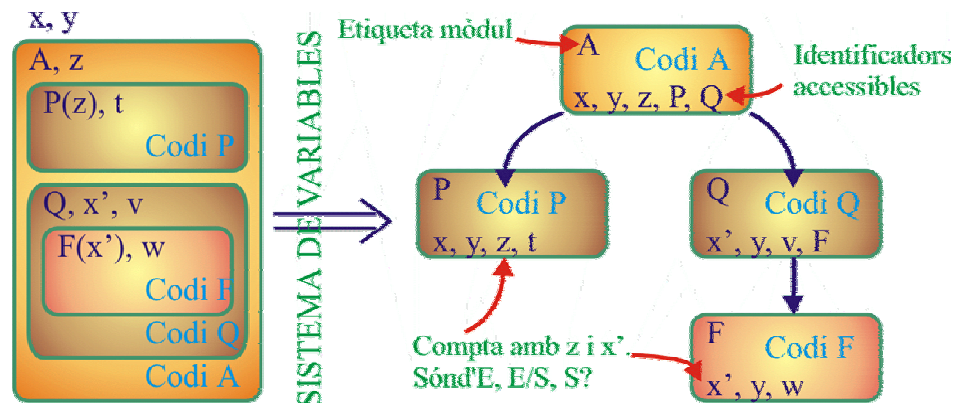 x, y
A, z
P(z), t
Codi P
Q, x’, v
F(x’), w
Codi F
Codi Q
Codi A
SISTEMA DE VARIABLES
Etiqueta mòdul
A
Codi A
x, y, z, P, Q
Identificadors
accessibles
P
Codi P
x, y, z, t
Q
Codi Q
x’, y, v, F
Compta amb z i x’.
Sónd'E, E/S, S?
F
Codi F
x’, y, w